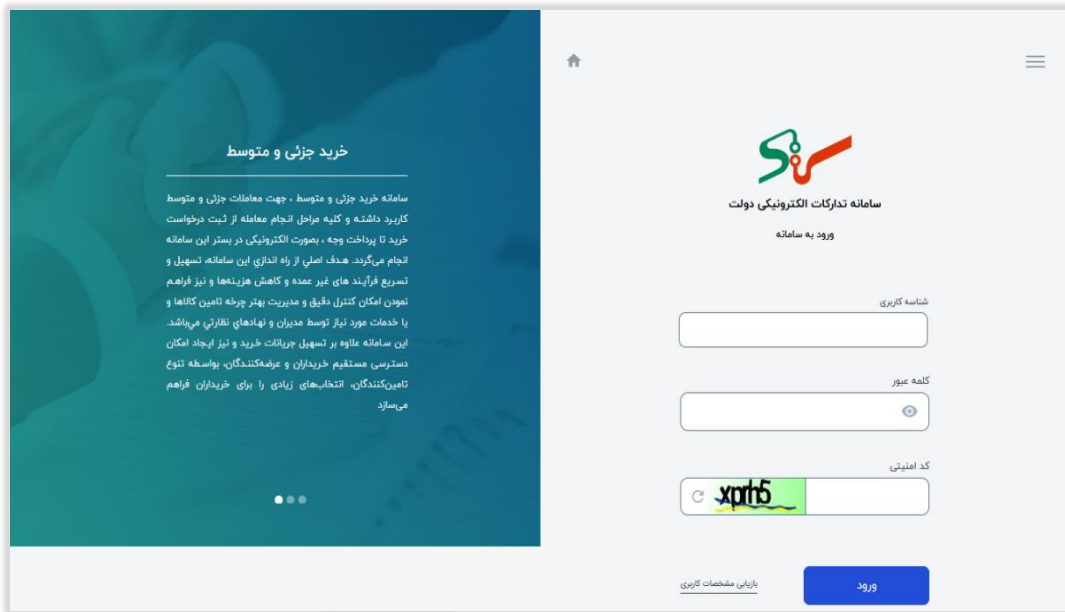 سامانه تدارکات الکترونیکی دولت
ورود به سامانه
شناسه کاربری
کلمه عبور
کد امنیتی
xprh5
ورود
بازیابی مشخصات کاربری
خرید جزئی و متوسط
سامانه خرید جزئی و متوسط ، جهت معاملات جزئی و متوسط
کاربرد داشته و کلیه مراحل انجام معامله از ثبت درخواست
خرید تا پرداخت وجه ، بصورت الکترونیکی در بستر این سامانه
انجام می‌گردد. هدف اصلي از راه اندازي این سامانه، تسهیل و
تسریع فرآیند های غیر عمده و کاهش هزینه‌ها و نیز فراهم
نمودن امکان کنترل دقیق و مدیریت بهتر چرخه تامین کالاها و
یا خدمات مورد نیاز توسط مدیران و نهادهاي نظارتي مي‌باشد.
این سامانه علاوه بر تسهیل جریانات خرید و نیز ایجاد امکان
دسترسی مستقیم خریداران و عرضه‌کنندگان، بواسطه تنوع
تامین‌کنندگان، انتخاب‌های زیادی را برای خریداران فراهم
می‌سازد